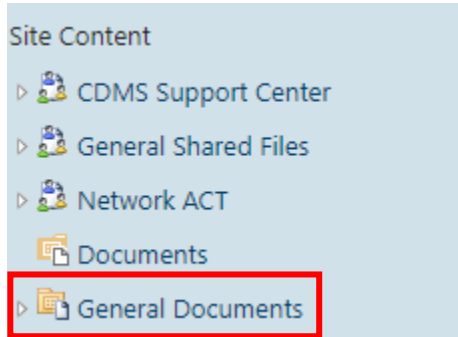 Site Content
CDMS Support Center
General Shared Files
Network ACT
Documents
General Documents